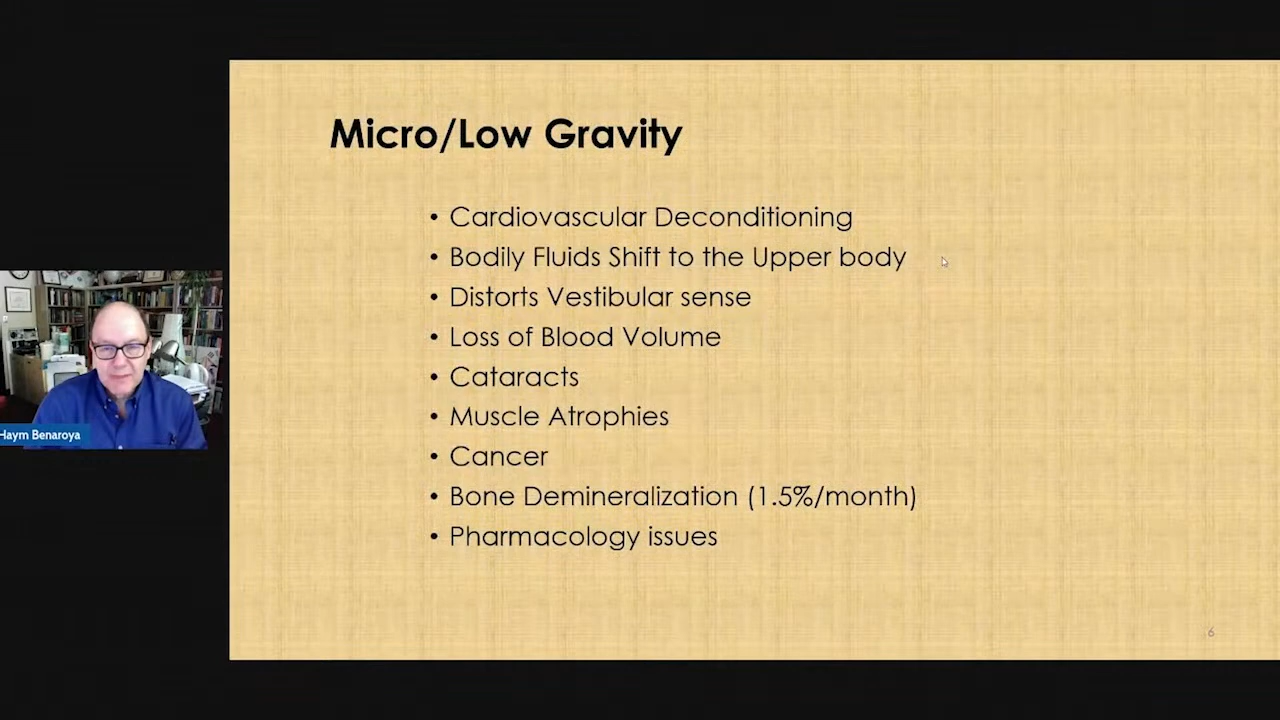 Micro/Low Gravity
• Cardiovascular Deconditioning
• Bodily Fluids Shift to the Upper body
• Distorts Vestibular sense
• Loss of Blood Volume
• Cataracts
• Muscle Atrophies
• Cancer
• Bone Demineralization (1.5%/month)
• Pharmacology issues
Haym Benaroya
6